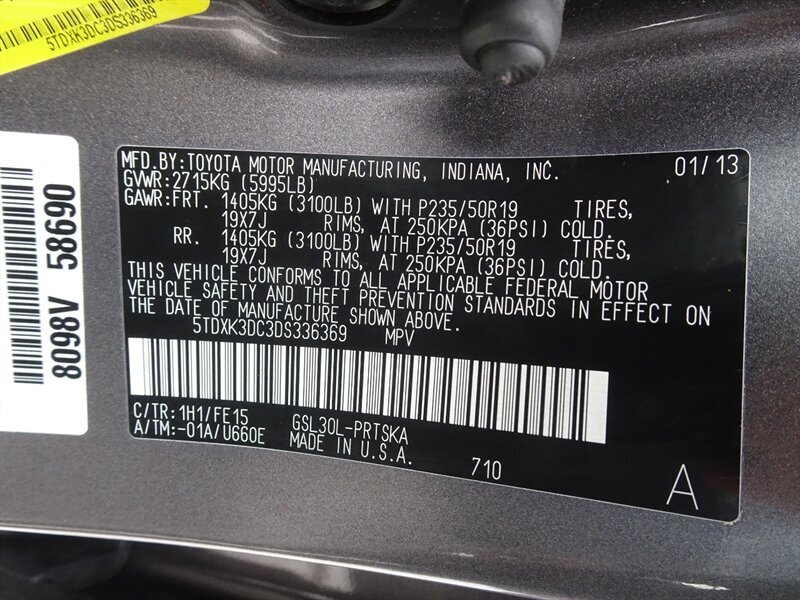 5TDXK3DC3DS336369
8098V 58690
MFD.BY:TOYOTA MOTOR MANUFACTURING, INDIANA, INC. 01/13
GVWR:2715KG (5995LB)
GAWR:FRT. 1405KG (3100LB) WITH P235/50R19 TIRES,
19X7J RIMS, AT 250KPA (36PSI) COLD.
RR. 1405KG (3100LB) WITH P235/50R19 TIRES,
19X7J RIMS, AT 250KPA (36PSI) COLD.
THIS VEHICLE CONFORMS TO ALL APPLICABLE FEDERAL MOTOR
VEHICLE SAFETY AND THEFT PREVENTION STANDARDS IN EFFECT ON
THE DATE OF MANUFACTURE SHOWN ABOVE.
5TDXK3DC3DS336369 MPV
C/TR:1H1/FE15 GSL30L-PRTSKA
A/TM:-01A/U660E MADE IN U.S.A. 710
A